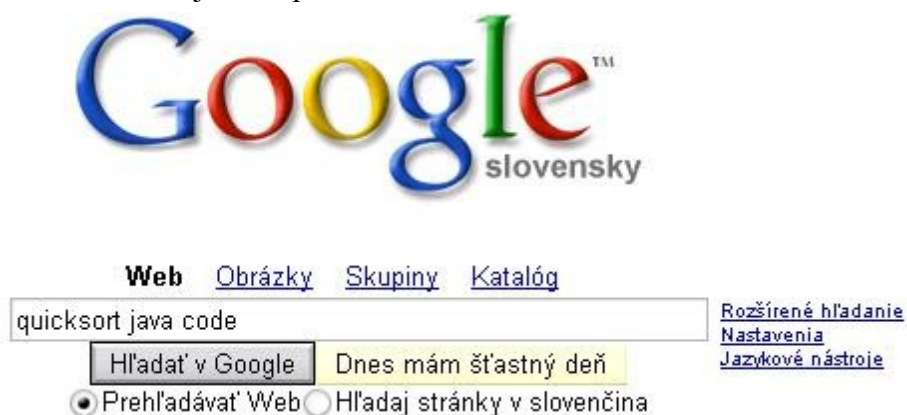 Google™
slovensky
Web Obrázky Skupiny Katalóg
quicksort java code
Rozšírené hľadanie
Nastavenia
Jazykové nástroje
Hľadať v Google Dnes mám šťastný deň
Prehľadávať Web Hľadaj stránky v slovenčina